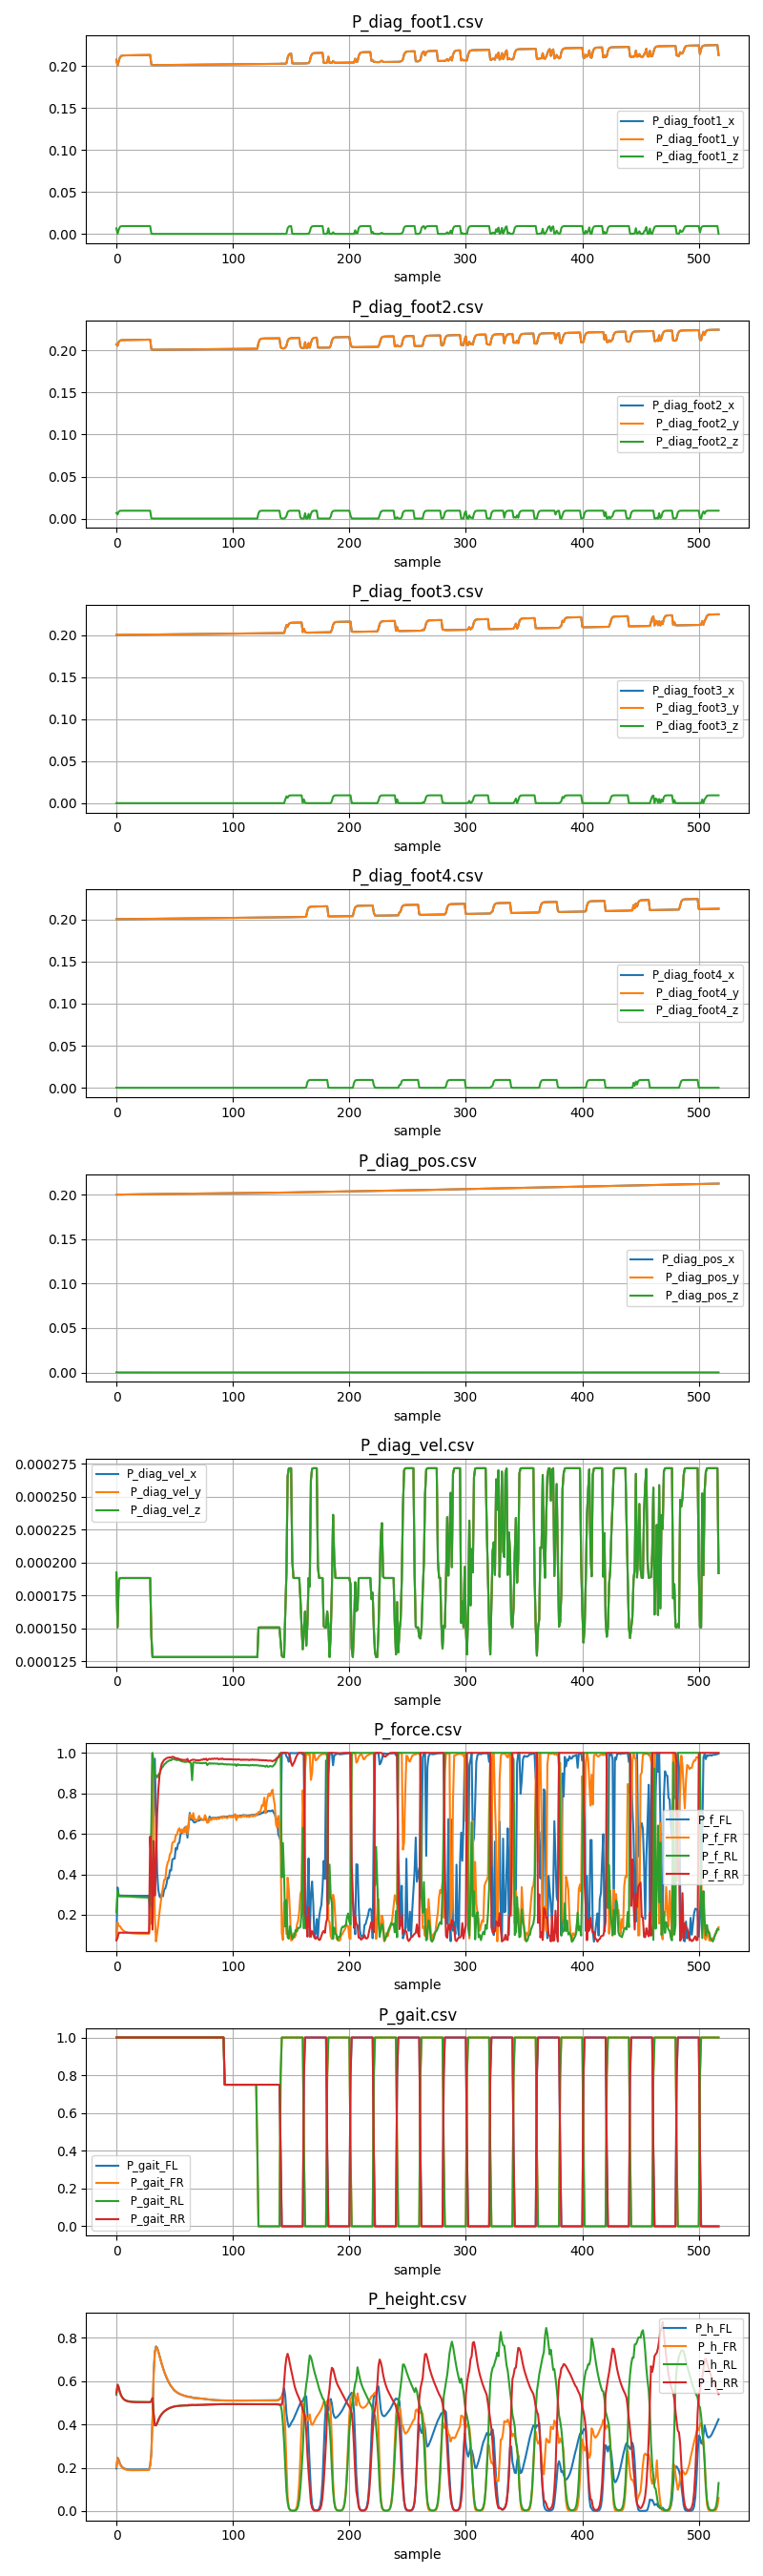 P_diag_foot1.csv
0.20
0.15
0.10
0.05
0.00
P_diag_foot1_x
P_diag_foot1_y
P_diag_foot1_z
0 100 200 300 400 500
sample
P_diag_foot2.csv
0.20
0.15
0.10
0.05
0.00
P_diag_foot2_x
P_diag_foot2_y
P_diag_foot2_z
0 100 200 300 400 500
sample
P_diag_foot3.csv
0.20
0.15
0.10
0.05
0.00
P_diag_foot3_x
P_diag_foot3_y
P_diag_foot3_z
0 100 200 300 400 500
sample
P_diag_foot4.csv
0.20
0.15
0.10
0.05
0.00
P_diag_foot4_x
P_diag_foot4_y
P_diag_foot4_z
0 100 200 300 400 500
sample
P_diag_pos.csv
0.20
0.15
0.10
0.05
0.00
P_diag_pos_x
P_diag_pos_y
P_diag_pos_z
0 100 200 300 400 500
sample
P_diag_vel.csv
0.000275
0.000250
0.000225
0.000200
0.000175
0.000150
0.000125
P_diag_vel_x
P_diag_vel_y
P_diag_vel_z
0 100 200 300 400 500
sample
P_force.csv
1.0
0.8
0.6
0.4
0.2
P_f_FL
P_f_FR
P_f_RL
P_f_RR
0 100 200 300 400 500
sample
P_gait.csv
1.0
0.8
0.6
0.4
0.2
0.0
P_gait_FL
P_gait_FR
P_gait_RL
P_gait_RR
0 100 200 300 400 500
sample
P_height.csv
0.8
0.6
0.4
0.2
0.0
P_h_FL
P_h_FR
P_h_RL
P_h_RR
0 100 200 300 400 500
sample